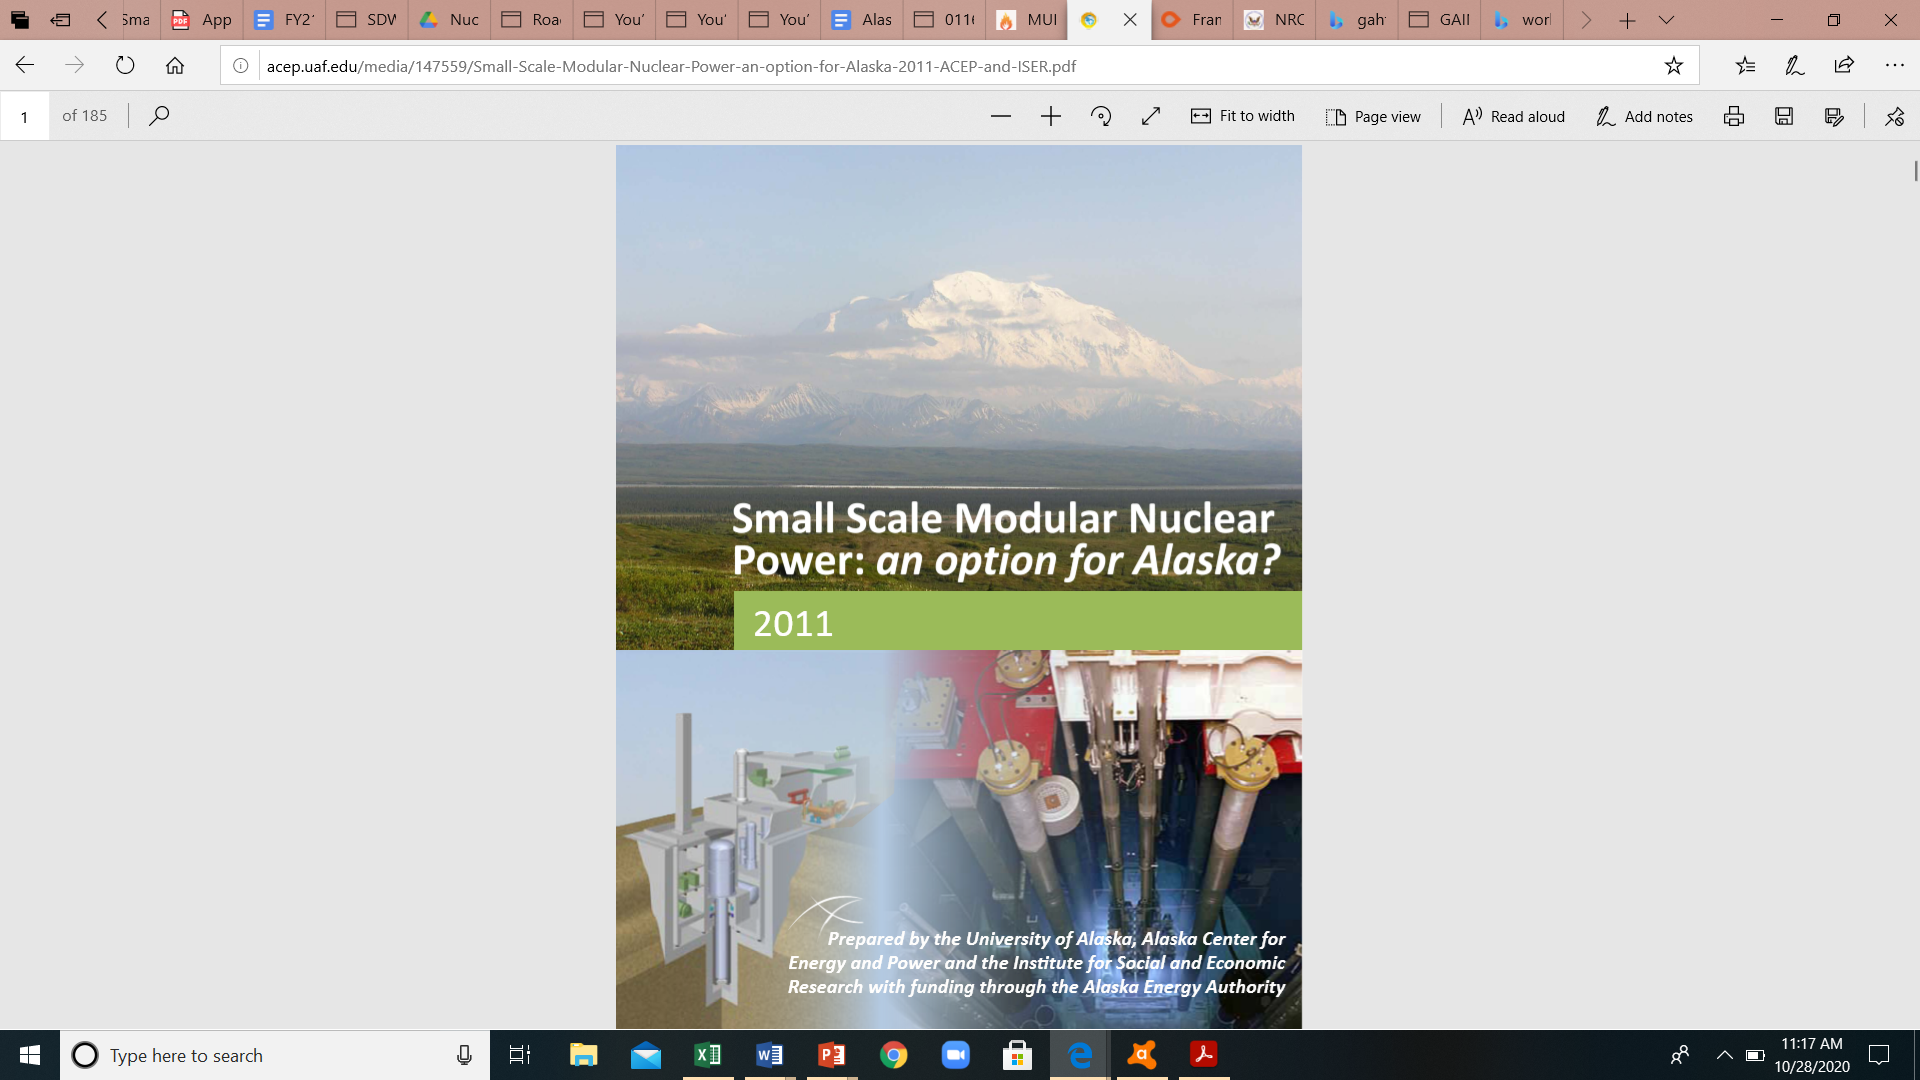 Sma
App
FY2
SDW
Nuc
Road
You'
You'
You'
Alas
0116
MUI
Fran
NRC
gah
GAII
worl
acep.uaf.edu/media/147559/Small-Scale-Modular-Nuclear-Power-an-option-for-Alaska-2011-ACEP-and-ISER.pdf
1 of 185
Fit to width
Page view
Read aloud
Add notes
Small Scale Modular Nuclear
Power: an option for Alaska?
2011
Prepared by the University of Alaska, Alaska Center for
Energy and Power and the Institute for Social and Economic
Research with funding through the Alaska Energy Authority
Type here to search
11:17 AM
10/28/2020